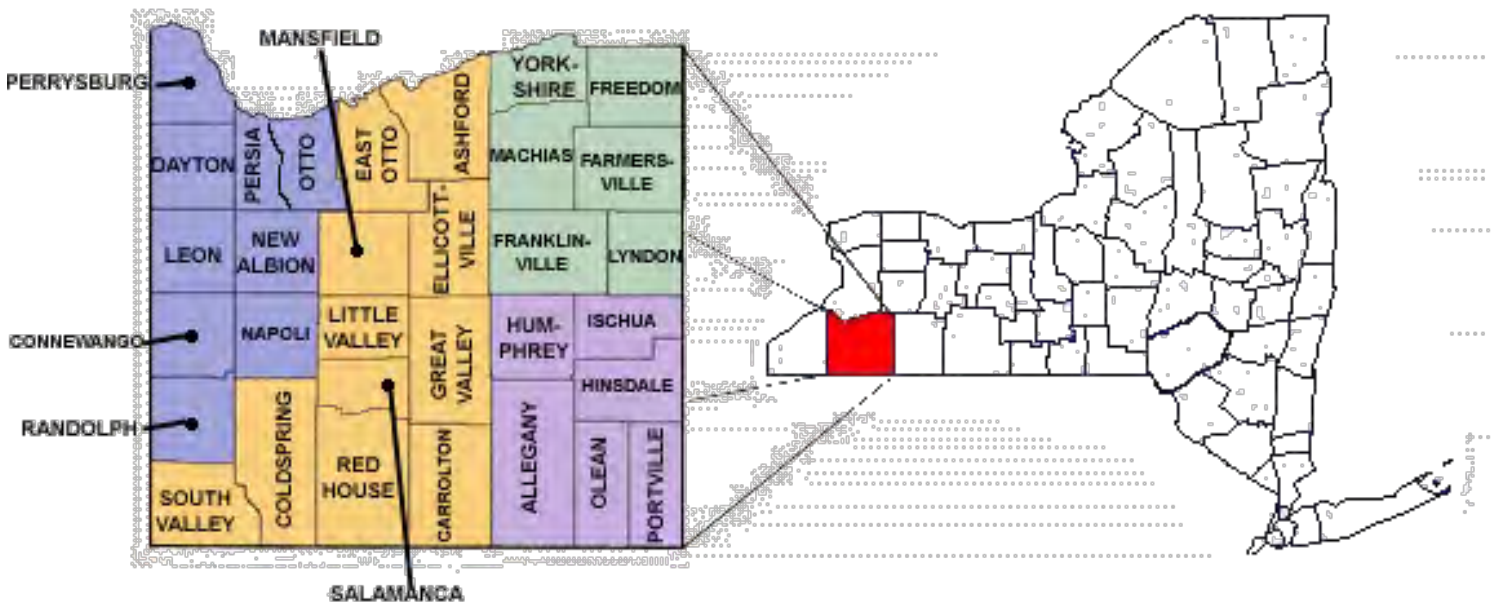 MANSFIELD
PERRYSBURG
YORK-
SHIRE
FREEDOM
ASHFORD
DAYTON
PERSIA
OTTO
EAST
OTTO
MACHIAS
FARMERS-
VILLE
LEON
NEW
ALBION
ELLICOTT-
VILLE
FRANKLIN-
VILLE
LYNDON
CONNEWANGO
NAPOLI
LITTLE
VALLEY
GREAT
VALLEY
HUM-
PHREY
ISCHUA
HINSDALE
RANDOLPH
COLDSPRING
RED
HOUSE
CARROLTON
ALLEGANY
OLEAN
PORTVILLE
SOUTH
VALLEY
SALAMANCA